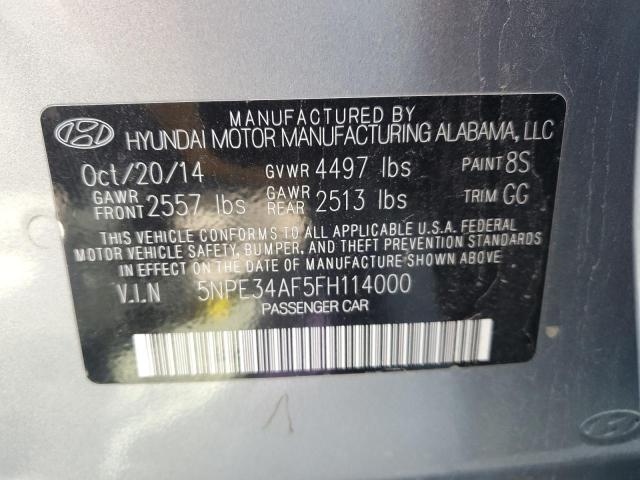 MANUFACTURED BY
HYUNDAI MOTOR MANUFACTURING ALABAMA, LLC
Oct/20/14 GVWR 4497 lbs PAINT 8S
GAWR FRONT 2557 lbs GAWR REAR 2513 lbs TRIM GG
THIS VEHICLE CONFORMS TO ALL APPLICABLE U.S.A. FEDERAL
MOTOR VEHICLE SAFETY, BUMPER, AND THEFT PREVENTION STANDARDS
IN EFFECT ON THE DATE OF MANUFACTURE SHOWN ABOVE.
V.I.N 5NPE34AF5FH114000
PASSENGER CAR
1